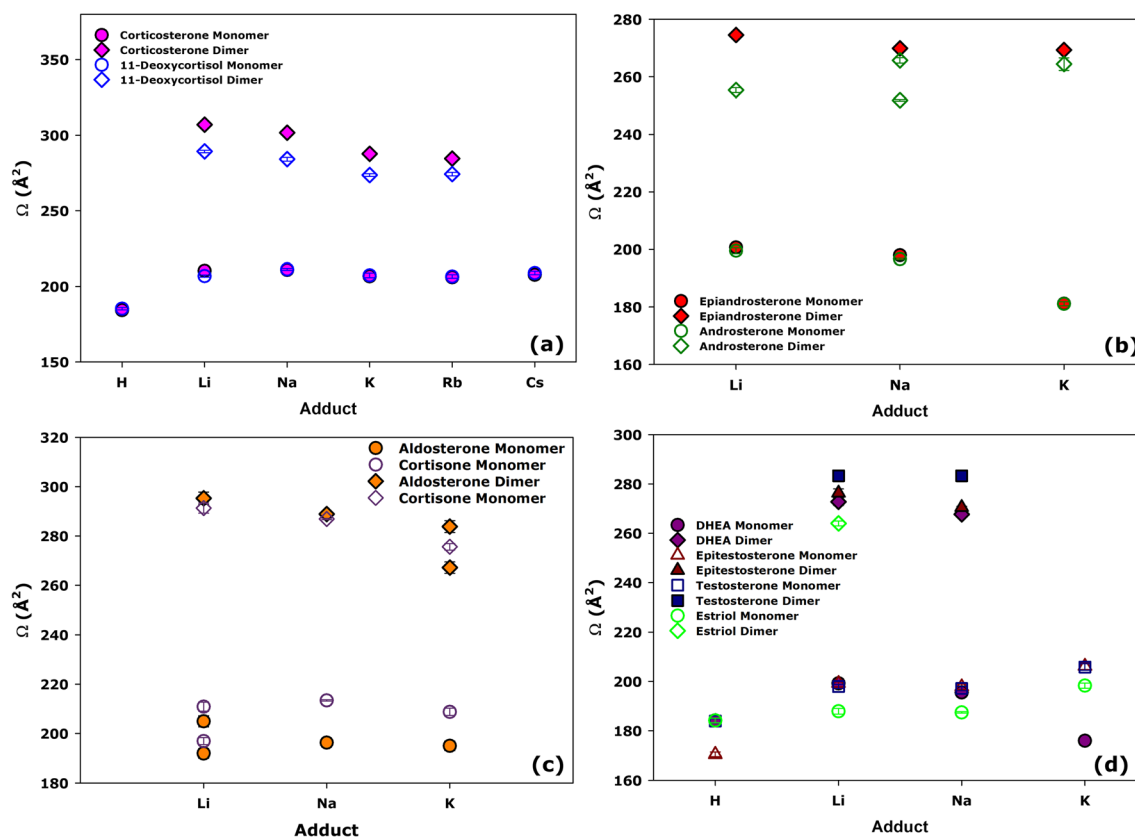 350
300
250
200
150
Ω (Å²)
Corticosterone Monomer
Corticosterone Dimer
11-Deoxycortisol Monomer
11-Deoxycortisol Dimer
(a)
H Li Na K Rb Cs
Adduct
280
260
240
220
200
180
160
Ω (Å²)
Epiandrosterone Monomer
Epiandrosterone Dimer
Androsterone Monomer
Androsterone Dimer
(b)
Li Na K
Adduct
320
300
280
260
240
220
200
180
Ω (Å²)
Aldosterone Monomer
Cortisone Monomer
Aldosterone Dimer
Cortisone Monomer
(c)
Li Na K
Adduct
300
280
260
240
220
200
180
160
Ω (Å²)
DHEA Monomer
DHEA Dimer
Epitestosterone Monomer
Epitestosterone Dimer
Testosterone Monomer
Testosterone Dimer
Estriol Monomer
Estriol Dimer
(d)
H Li Na K
Adduct